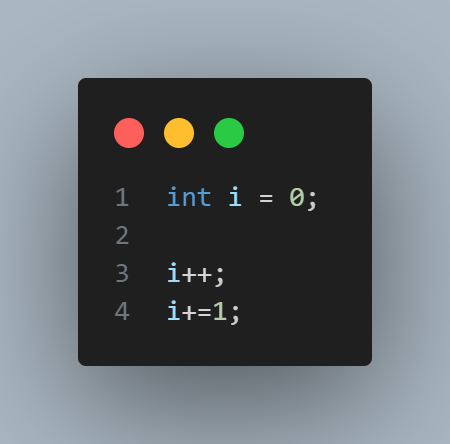 1 int i = 0;
2
3 i++;
4 i+=1;